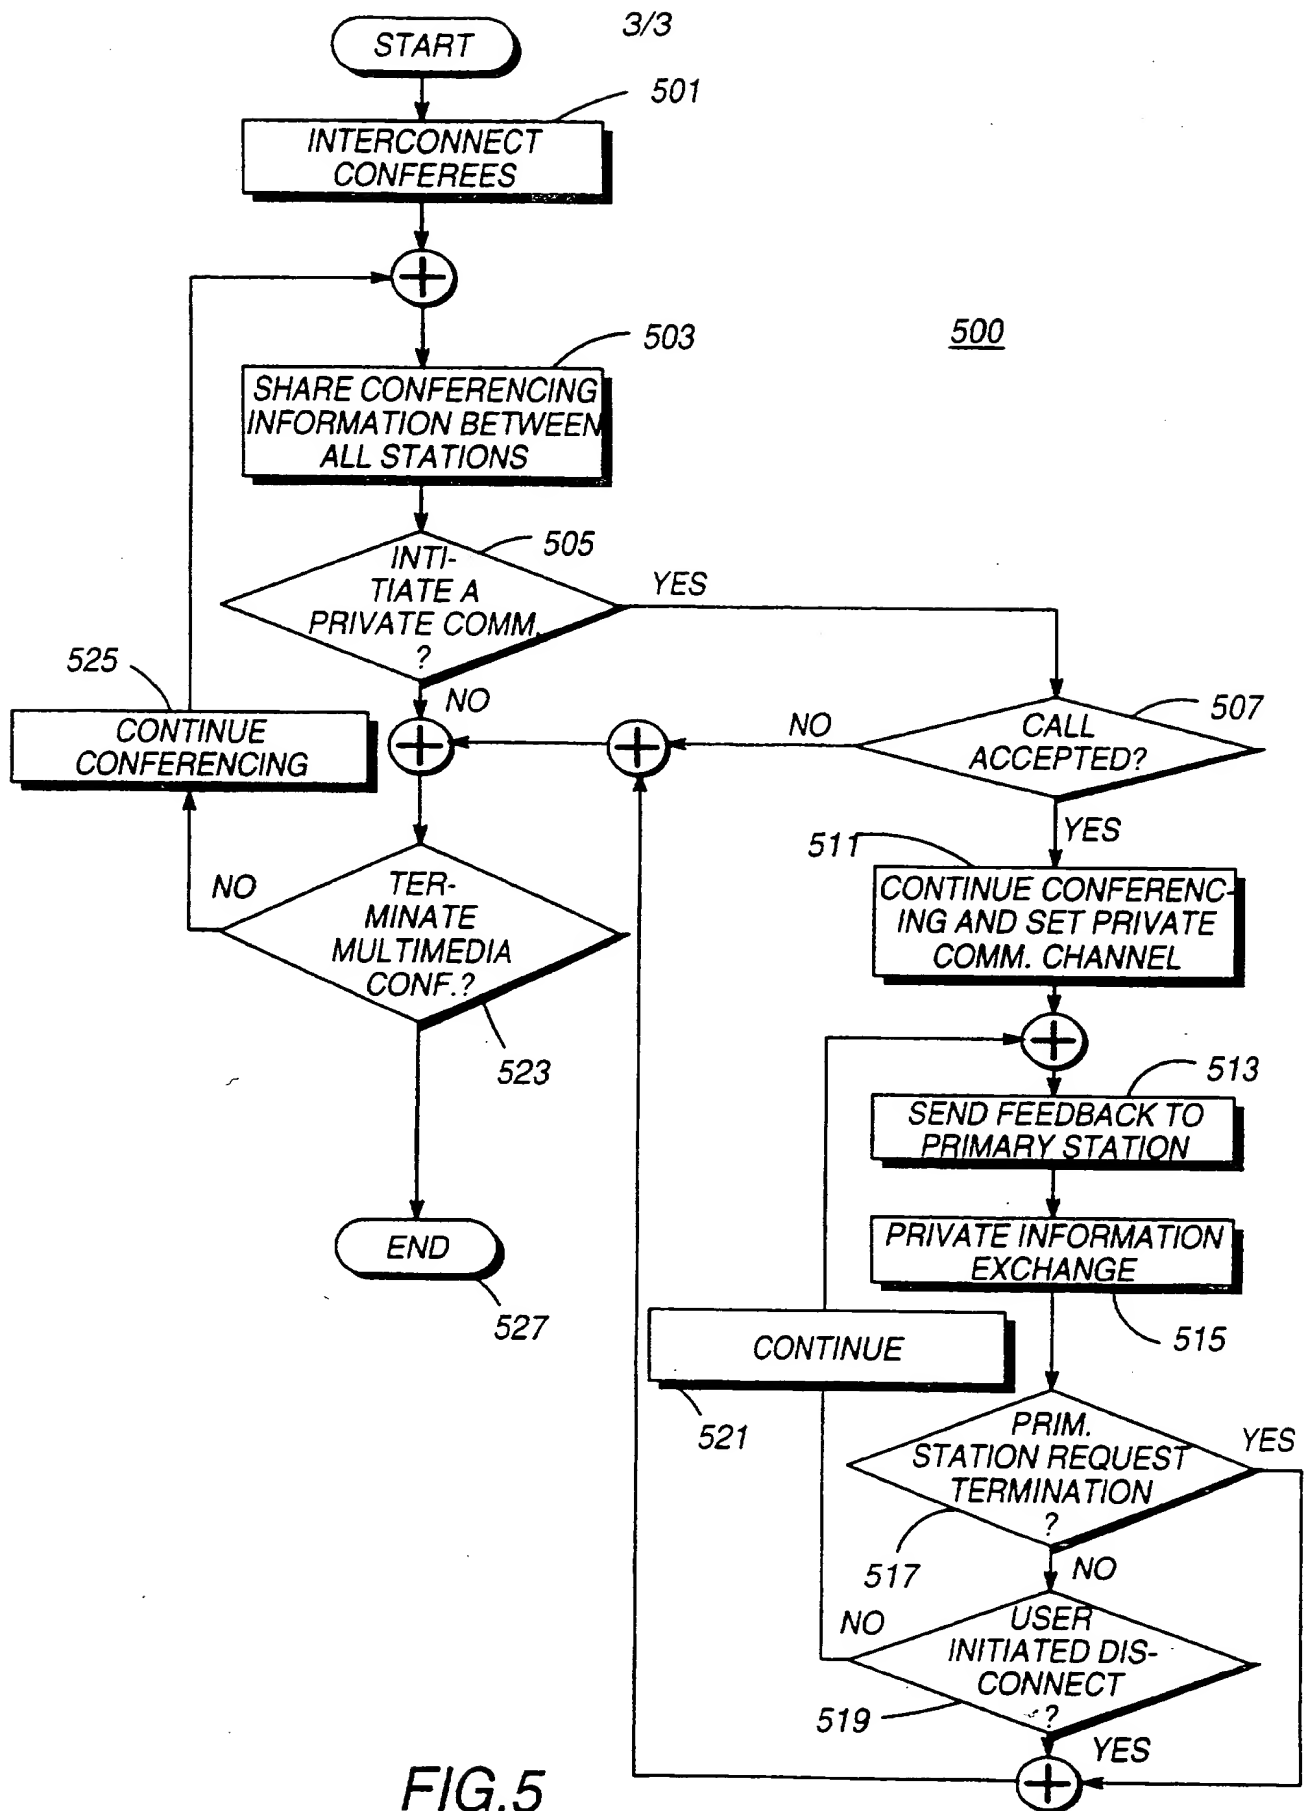 3/3
START
501
INTERCONNECT
CONFEREES
503
500
SHARE CONFERENCING
INFORMATION BETWEEN
ALL STATIONS
505
INTI-
TIATE A
PRIVATE COMM.
?
YES
NO
525
CONTINUE
CONFERENCING
507
CALL
ACCEPTED?
NO
YES
511
CONTINUE CONFERENC-
ING AND SET PRIVATE
COMM. CHANNEL
NO
TER-
MINATE
MULTIMEDIA
CONF.?
523
513
SEND FEEDBACK TO
PRIMARY STATION
PRIVATE INFORMATION
EXCHANGE
515
END
527
CONTINUE
521
PRIM.
STATION REQUEST
TERMINATION
?
YES
517
NO
NO
USER
INITIATED DIS-
CONNECT
?
519
YES
FIG.5